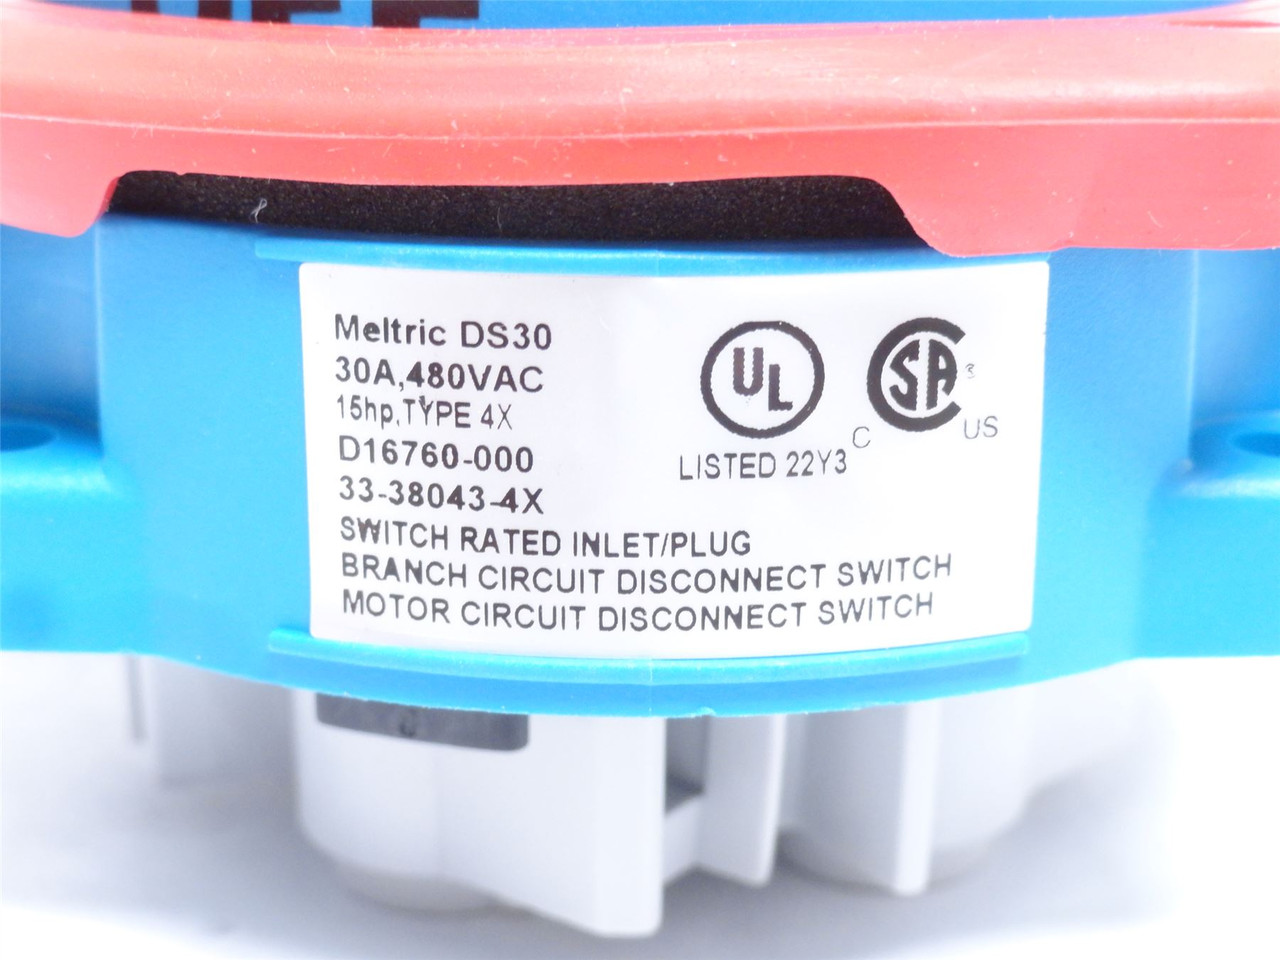 Meltric DS30
30A,480VAC
15hp,TYPE 4X
D16760-000
33-38043-4X
SWITCH RATED INLET/PLUG
BRANCH CIRCUIT DISCONNECT SWITCH
MOTOR CIRCUIT DISCONNECT SWITCH
UL
LISTED 22Y3
C SA US